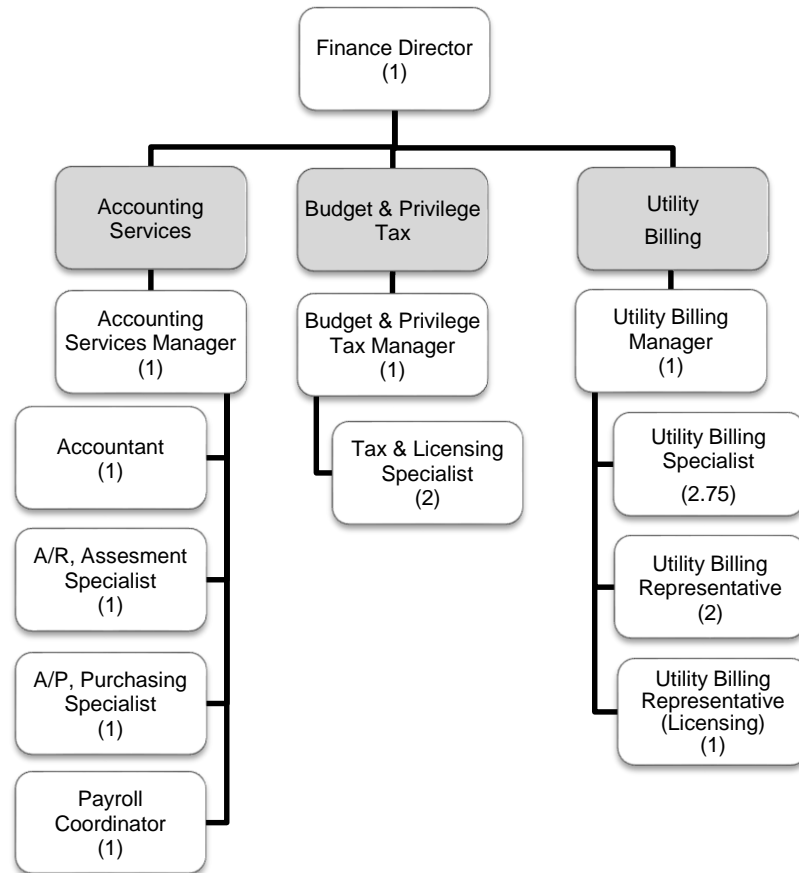 Finance Director
(1)
Accounting
Services
Budget & Privilege
Tax
Utility
Billing
Accounting
Services Manager
(1)
Budget & Privilege
Tax Manager
(1)
Utility Billing
Manager
(1)
Accountant
(1)
Tax & Licensing
Specialist
(2)
Utility Billing
Specialist
(2.75)
A/R, Assesment
Specialist
(1)
Utility Billing
Representative
(2)
A/P, Purchasing
Specialist
(1)
Utility Billing
Representative
(Licensing)
(1)
Payroll
Coordinator
(1)